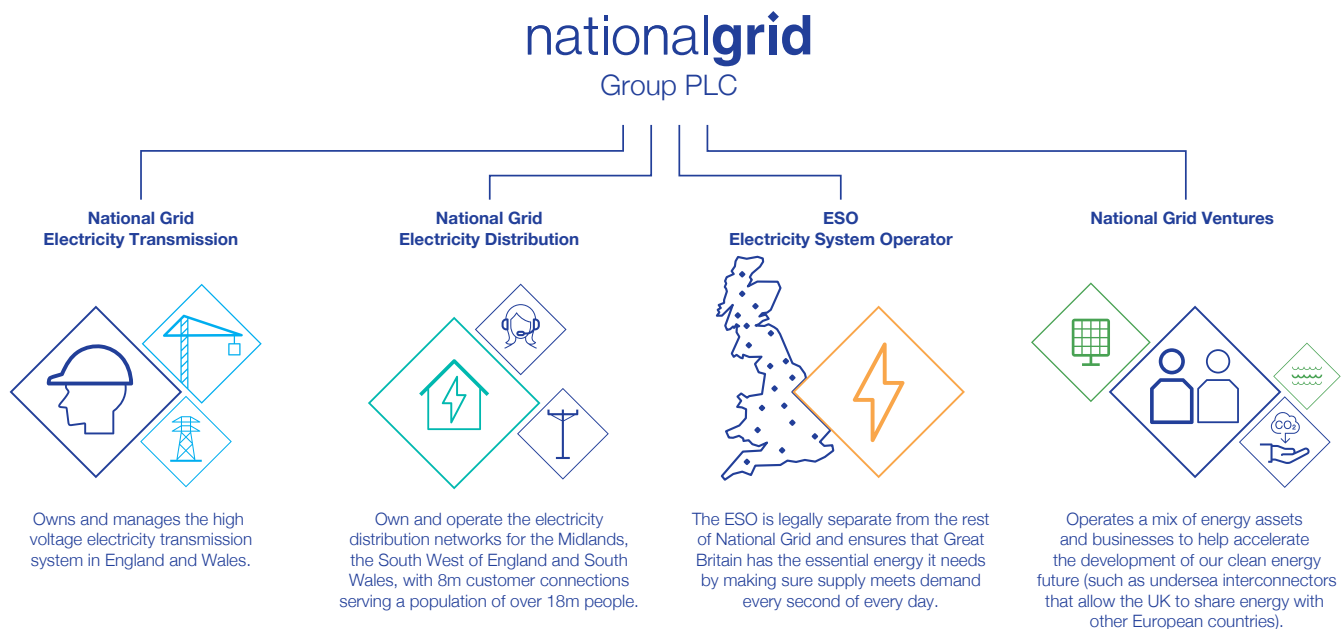 nationalgrid
Group PLC
National Grid
Electricity Transmission
Owns and manages the high
voltage electricity transmission
system in England and Wales.
National Grid
Electricity Distribution
Own and operate the electricity
distribution networks for the Midlands,
the South West of England and South
Wales, with 8m customer connections
serving a population of over 18m people.
ESO
Electricity System Operator
The ESO is legally separate from the rest
of National Grid and ensures that Great
Britain has the essential energy it needs
by making sure supply meets demand
every second of every day.
National Grid Ventures
CO₂
Operates a mix of energy assets
and businesses to help accelerate
the development of our clean energy
future (such as undersea interconnectors
that allow the UK to share energy with
other European countries).